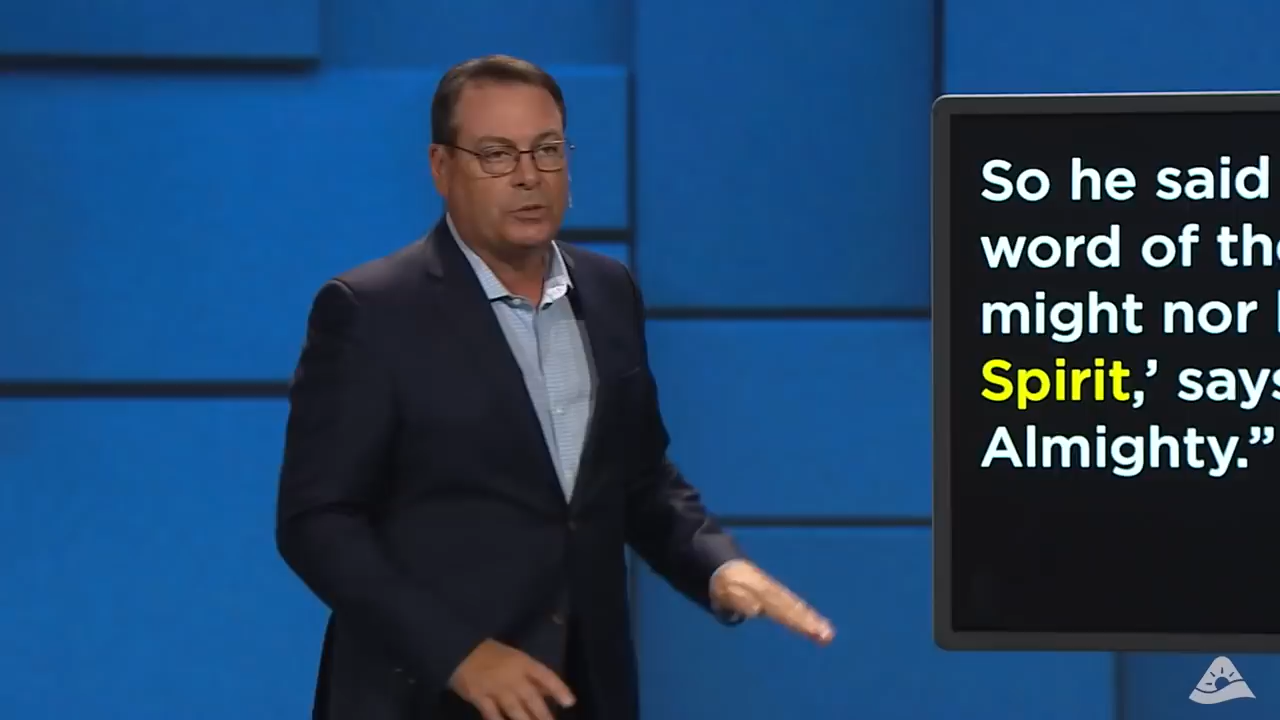 So he said
word of the
might nor
Spirit,’ says
Almighty.”